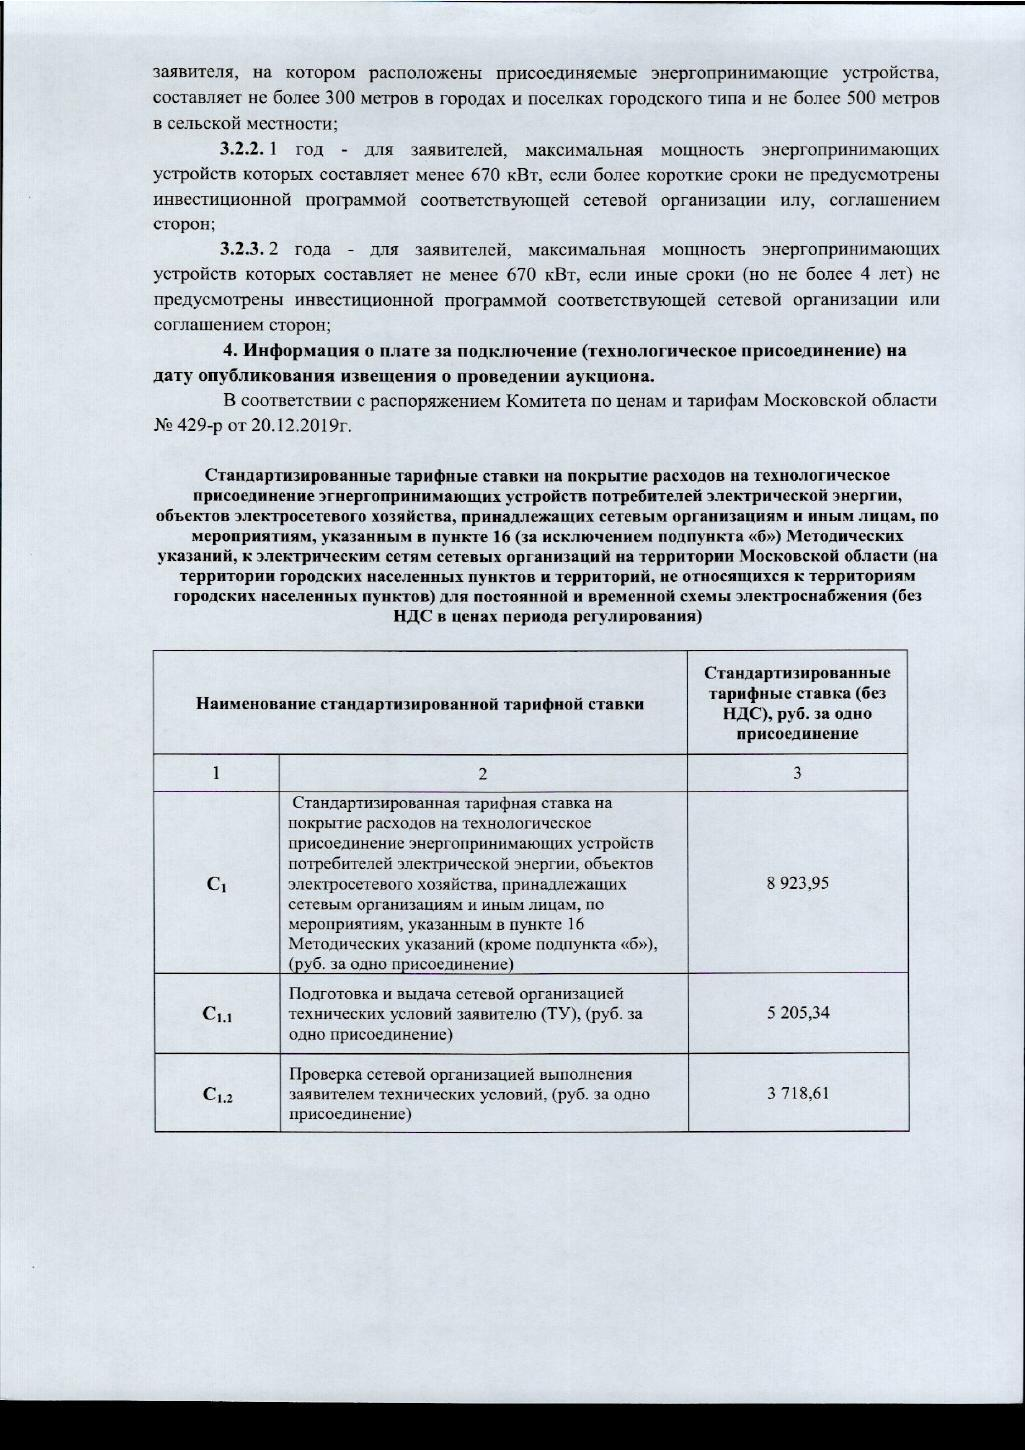 заявителя, на котором расположены присоединяемые энергопринимающие устройства,
составляет не более 300 метров в городах и поселках городского типа и не более 500 метров
в сельской местности;
3.2.2. 1 год - для заявителей, максимальная мощность энергопринимающих
устройств которых составляет менее 670 кВт, если более короткие сроки не предусмотрены
инвестиционной программой соответствующей сетевой организации илу, соглашением
сторон;
3.2.3. 2 года - для заявителей, максимальная мощность энергопринимающих
устройств которых составляет не менее 670 кВт, если иные сроки (но не более 4 лет) не
предусмотрены инвестиционной программой соответствующей сетевой организации или
соглашением сторон;
4. Информация о плате за подключение (технологическое присоединение) на
дату опубликования извещения о проведении аукциона.
В соответствии с распоряжением Комитета по ценам и тарифам Московской области
№ 429-р от 20.12.2019г.
Стандартизированные тарифные ставки на покрытие расходов на технологическое
присоединение эгнергопринимающих устройств потребителей электрической энергии,
объектов электросетевого хозяйства, принадлежащих сетевым организациям и иным лицам, по
мероприятиям, указанным в пункте 16 (за исключением подпункта «б») Методических
указаний, к электрическим сетям сетевых организаций на территории Московской области (на
территории городских населенных пунктов и территорий, не относящихся к территориям
городских населенных пунктов) для постоянной и временной схемы электроснабжения (без
НДС в ценах периода регулирования)
Наименование стандартизированной тарифной ставки
Стандартизированные
тарифные ставка (без
НДС), руб. за одно
присоединение
1
2
3
C1
Стандартизированная тарифная ставка на
покрытие расходов на технологическое
присоединение энергопринимающих устройств
потребителей электрической энергии, объектов
электросетевого хозяйства, принадлежащих
сетевым организациям и иным лицам, по
мероприятиям, указанным в пункте 16
Методических указаний (кроме подпункта «б»),
(руб. за одно присоединение)
8 923,95
C1.1
Подготовка и выдача сетевой организацией
технических условий заявителю (ТУ), (руб. за
одно присоединение)
5 205,34
C1.2
Проверка сетевой организацией выполнения
заявителем технических условий, (руб. за одно
присоединение)
3 718,61